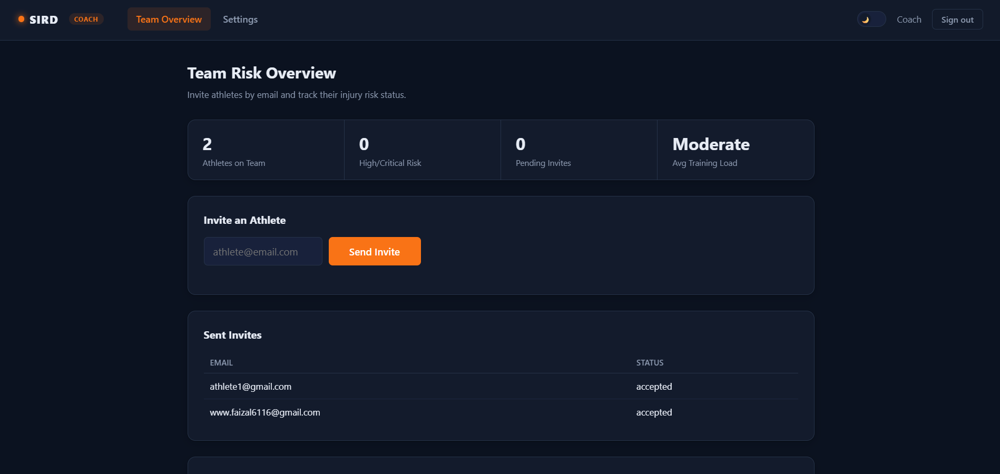 SIRD COACH Team Overview Settings Coach Sign out
Team Risk Overview
Invite athletes by email and track their injury risk status.
2 0 0 Moderate
Athletes on Team High/Critical Risk Pending Invites Avg Training Load
Invite an Athlete
athlete@email.com Send Invite
Sent Invites
EMAIL STATUS
athlete1@gmail.com accepted
www.faizal6116@gmail.com accepted